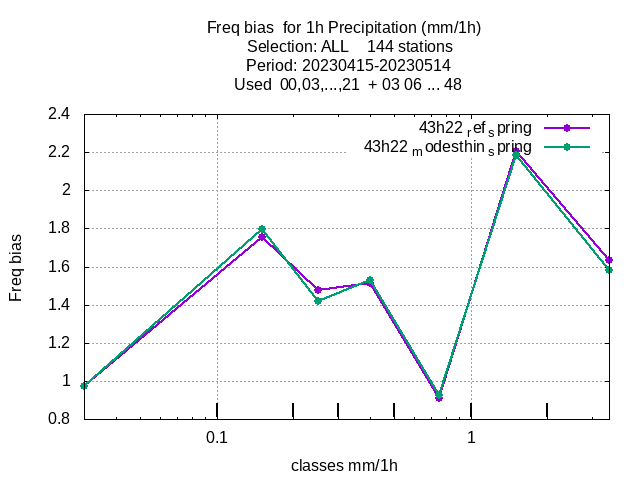 Freq bias  for 1h Precipitation (mm/1h)
Selection: ALL    144 stations
Period: 20230415-20230514
Used  00,03,...,21  + 03 06 ... 48
43h22 ref spring
43h22 modesthin spring
2.4
2.2
2
1.8
1.6
1.4
1.2
1
0.8
Freq bias
0.1
1
classes mm/1h